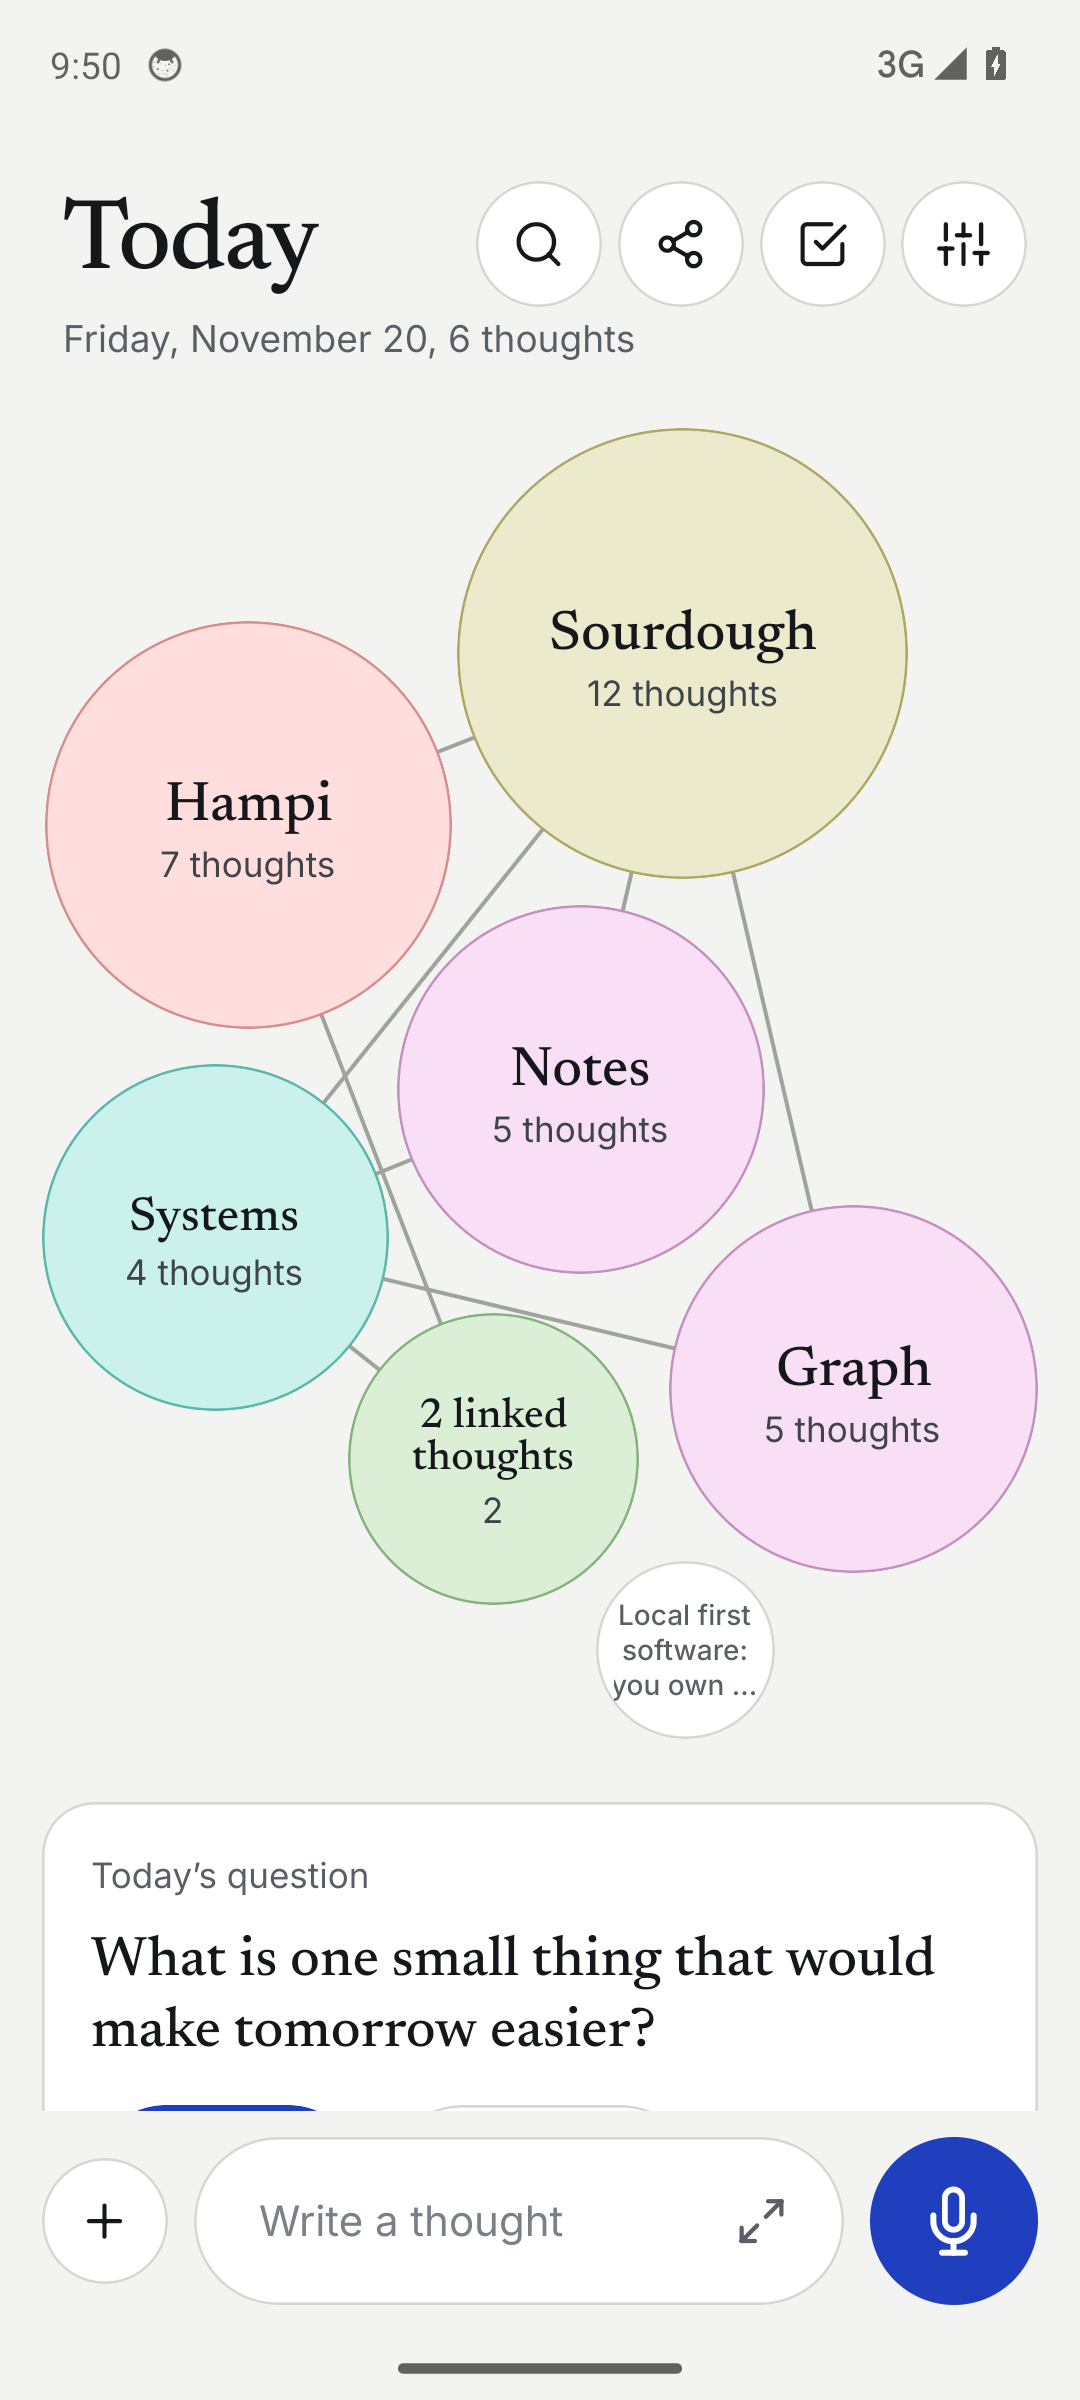 9:50
3G
Today
Friday, November 20, 6 thoughts
Sourdough
12 thoughts
Hampi
7 thoughts
Notes
5 thoughts
Systems
4 thoughts
Graph
5 thoughts
2 linked
thoughts
2
Local first
software:
you own ...
Today’s question
What is one small thing that would
make tomorrow easier?
Write a thought